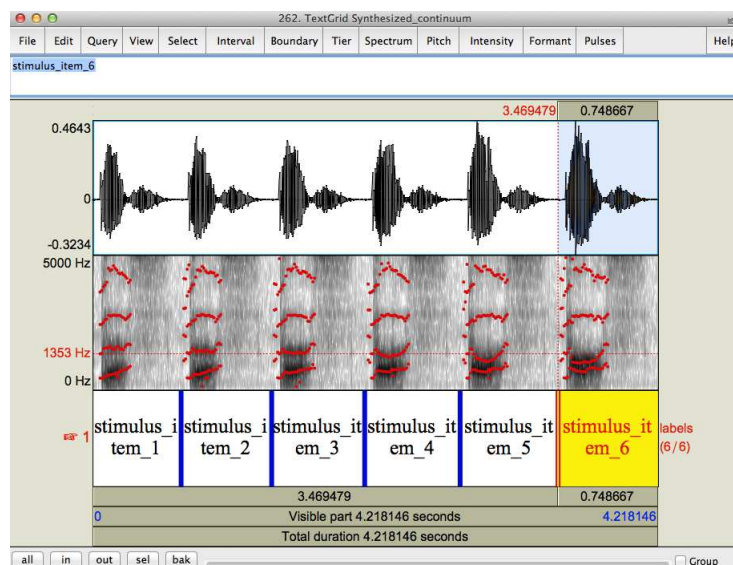 262. TextGrid Synthesized_continuum
File Edit Query View Select Interval Boundary Tier Spectrum Pitch Intensity Formant Pulses Help
stimulus_item_6
3.469479 0.748667
0.4643
0
-0.3234
5000 Hz
1353 Hz
0 Hz
1
stimulus_i
tem_1
stimulus_i
tem_2
stimulus_it
em_3
stimulus_it
em_4
stimulus_it
em_5
stimulus_it
em_6
labels
(6/6)
3.469479 0.748667
0 Visible part 4.218146 seconds 4.218146
Total duration 4.218146 seconds
all in out sel bak Group